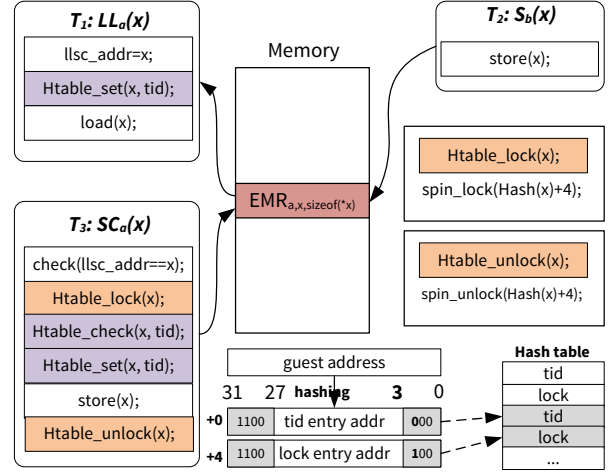 T₁: LLₐ(x)
llsc_addr=x;
Htable_set(x, tid);
load(x);
Memory
EMRₐ,ₓ,sizeof(*x)
T₂: S_b(x)
store(x);
Htable_lock(x);
spin_lock(Hash(x)+4);
Htable_unlock(x);
spin_unlock(Hash(x)+4);
T₃: SCₐ(x)
check(llsc_addr==x);
Htable_lock(x);
Htable_check(x, tid);
Htable_set(x, tid);
store(x);
Htable_unlock(x);
guest address
31 27 hashing 3 0
+0 1100 tid entry addr 000
+4 1100 lock entry addr 100
Hash table
tid
lock
tid
lock
...